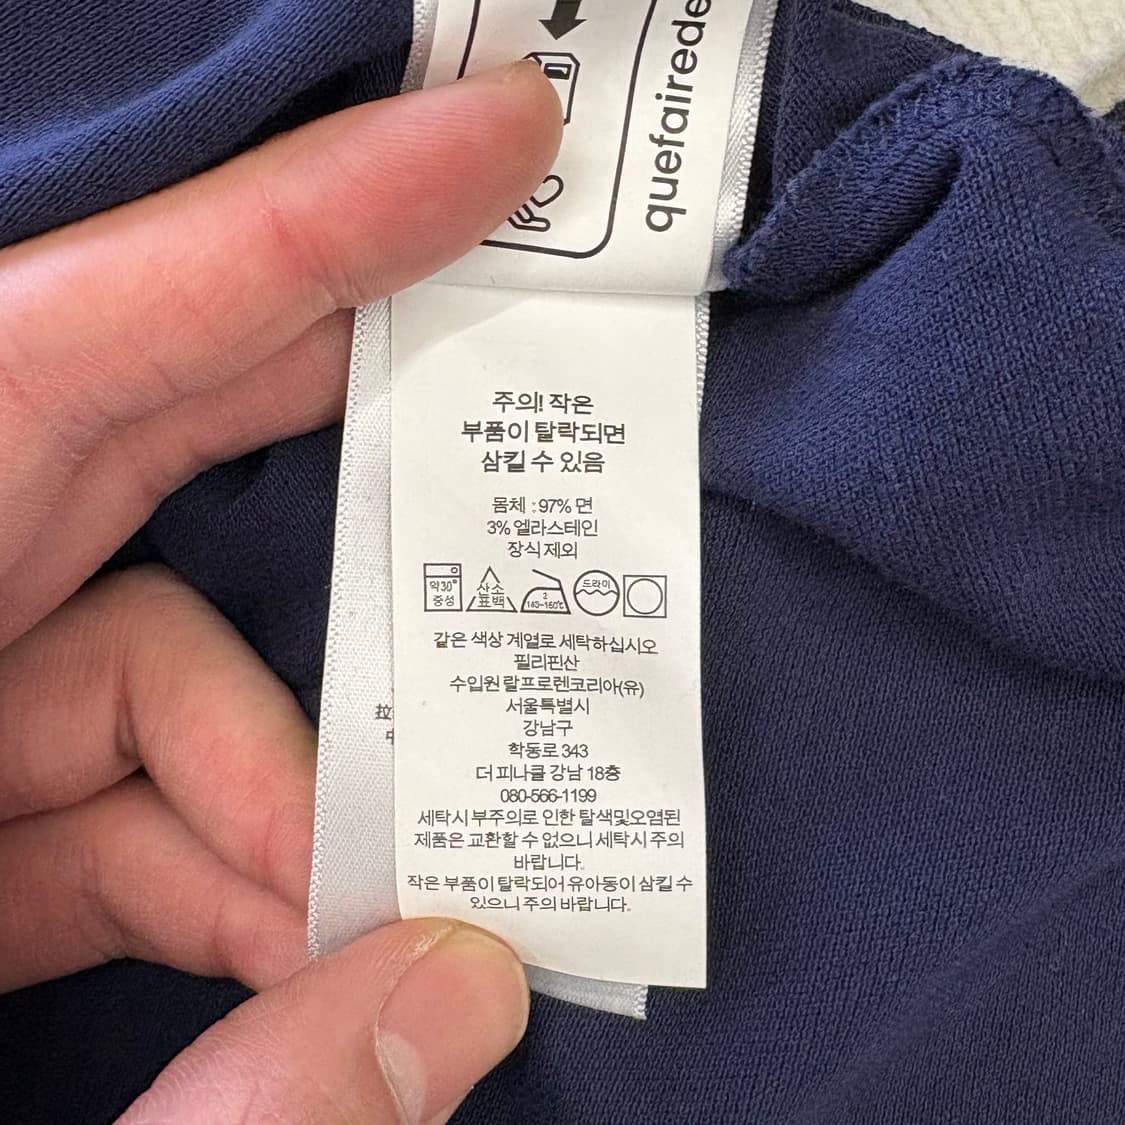 quefairede
주의! 작은
부품이 탈락되면
삼킬 수 있음
몸체 : 97% 면
3% 엘라스테인
장식 제외
약30° 중성
산소 표백
2 140~160℃
드라이
같은 색상 계열로 세탁하십시오
필리핀산
수입원 랄프로렌코리아(유)
서울특별시
강남구
학동로 343
더 피나클 강남 18층
080-566-1199
세탁시 부주의로 인한 탈색및오염된
제품은 교환할 수 없으니 세탁시 주의
바랍니다.
작은 부품이 탈락되어 유아동이 삼킬 수
있으니 주의 바랍니다.
拉